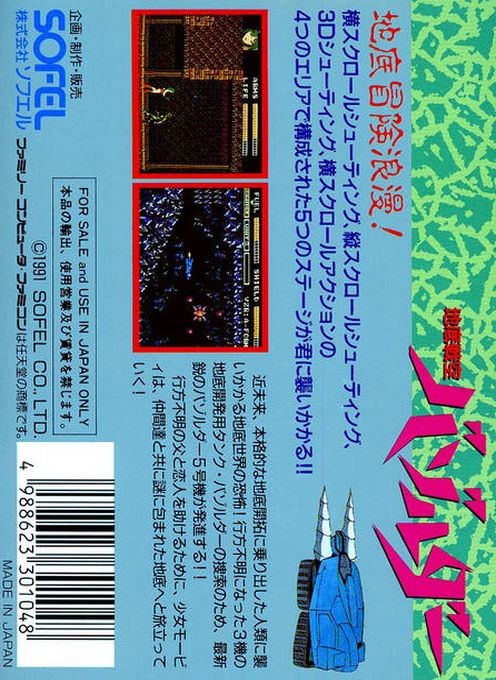 地底冒険浪漫！
横スクロールシューティング、縦スクロールシューティング、
3Dシューティング、横スクロールアクションの
4つのエリアで構成された5つのステージが君に襲いかかる!!
地底戦空
バゾルダー
ARMS
LIFE
FUEL
SHIELD
近未来、本格的な地底開拓に乗り出した人類に襲
いかかる地底世界の恐怖！行方不明になった3機の
地底開発用タンク・バゾルダーの捜索のため、最新
鋭のバゾルダー5号機が発進する!!
行方不明の父と恋人を助けるために、少女モービ
ィは、仲間達と共に謎に包まれた地底へと旅立って
いく！
企画・制作・販売
SOFEL
株式会社ソフエル
FOR SALE and USE IN JAPAN ONLY
本品の輸出、使用営業及び賃貸を禁じます。
©1991 SOFEL CO., LTD.
ファミリーコンピュータ・ファミコンは任天堂の商標です。
4 988623 301048
MADE IN JAPAN